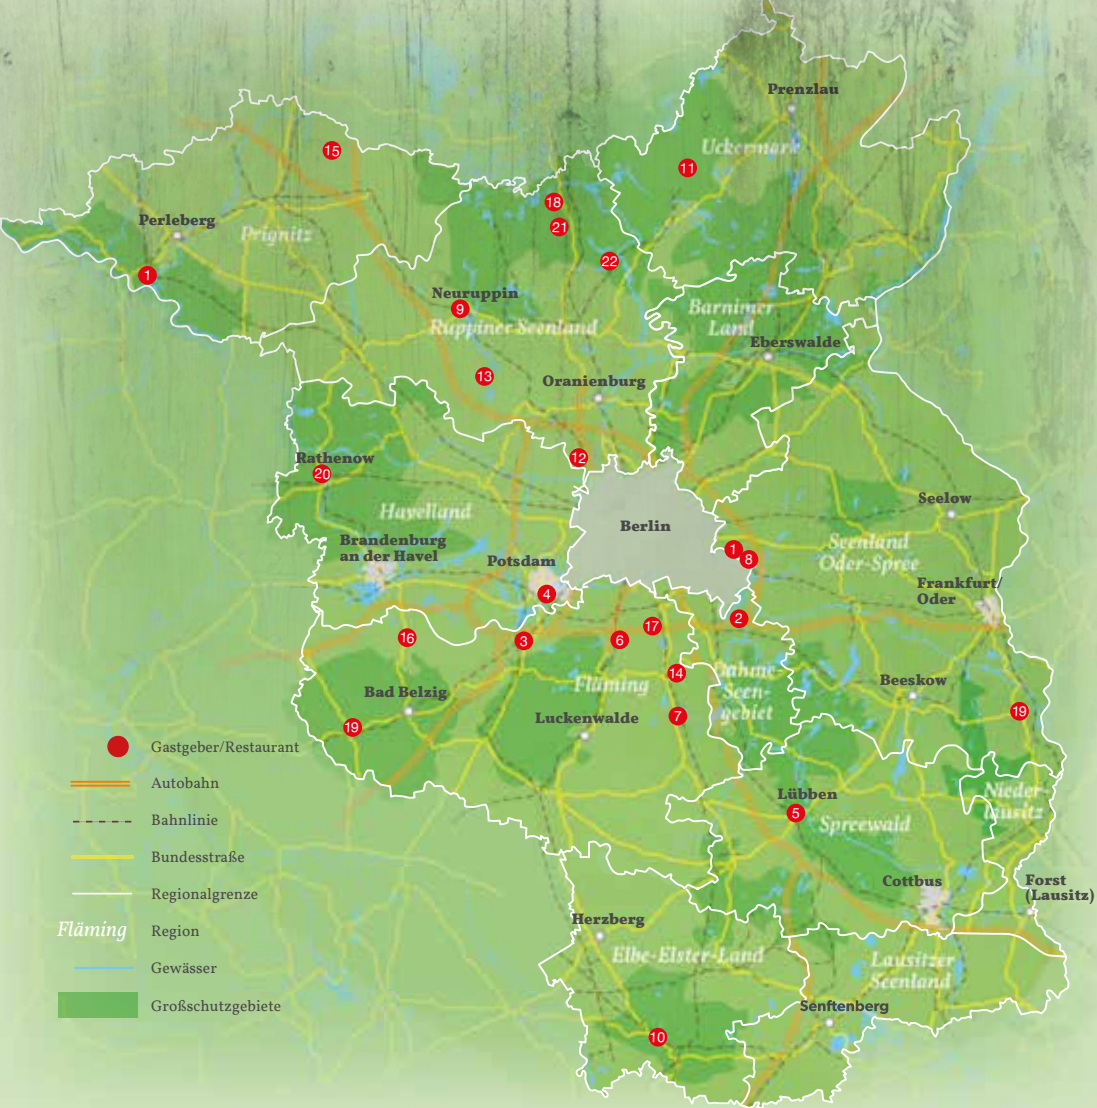 Prenzlau
Uckermark
11
15
18
21
22
Perleberg
Prignitz
1
Neuruppin
9
Ruppiner Seenland
Barnimer
Land
Eberswalde
13
Oranienburg
12
Rathenow
20
Havelland
Seelow
Berlin
Brandenburg
an der Havel
Potsdam
4
1
8
Seenland
Oder-Spree
Frankfurt/
Oder
2
16
3
6
17
14
Dahme-
Seen-
gebiet
Beeskow
Bad Belzig
Fläming
19
Luckenwalde
7
19
Gastgeber/Restaurant
Autobahn
Bahnlinie
Bundesstraße
Regionalgrenze
Fläming
Region
Gewässer
Großschutzgebiete
Lübben
5
Spreewald
Nieder-
lausitz
Cottbus
Forst
(Lausitz)
Herzberg
Elbe-Elster-Land
Lausitzer
Seenland
Senftenberg
10